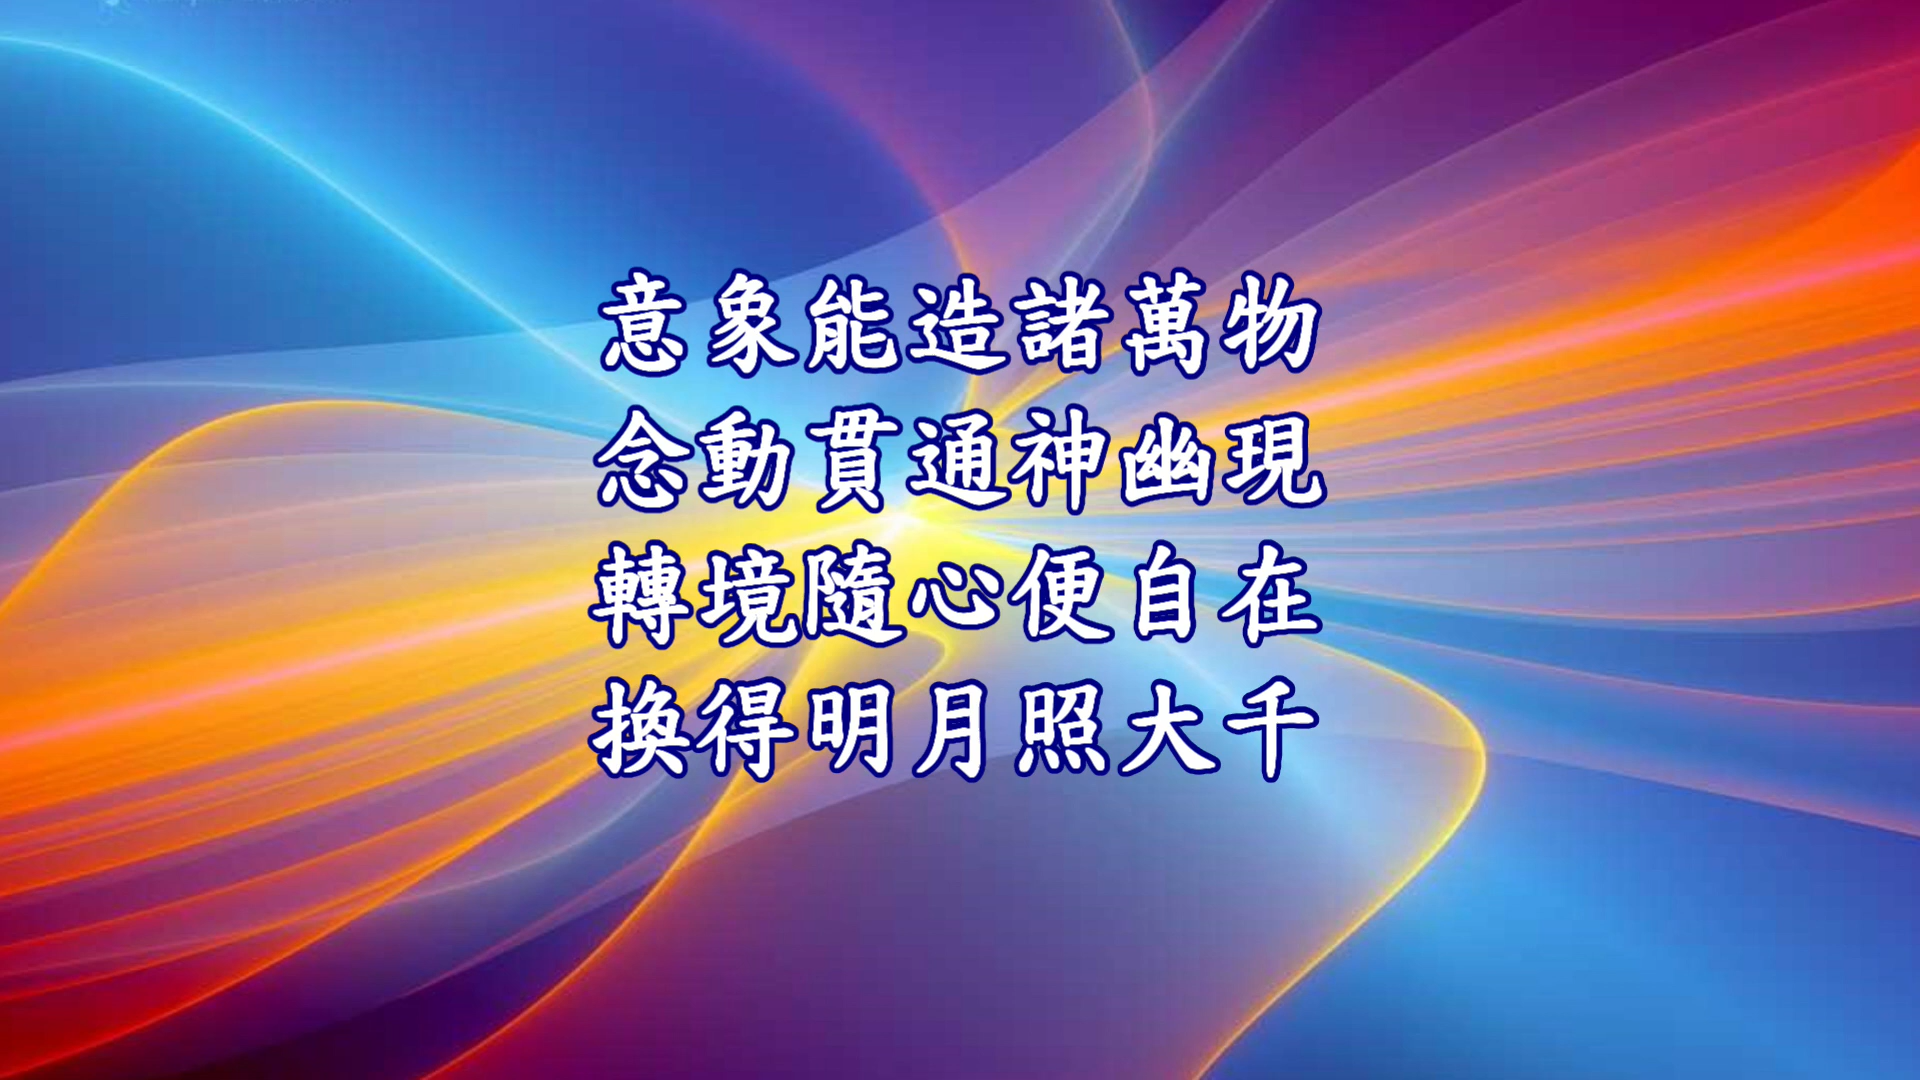 意象能造諸萬物
念動貫通神幽現
轉境隨心便自在
換得明月照大千